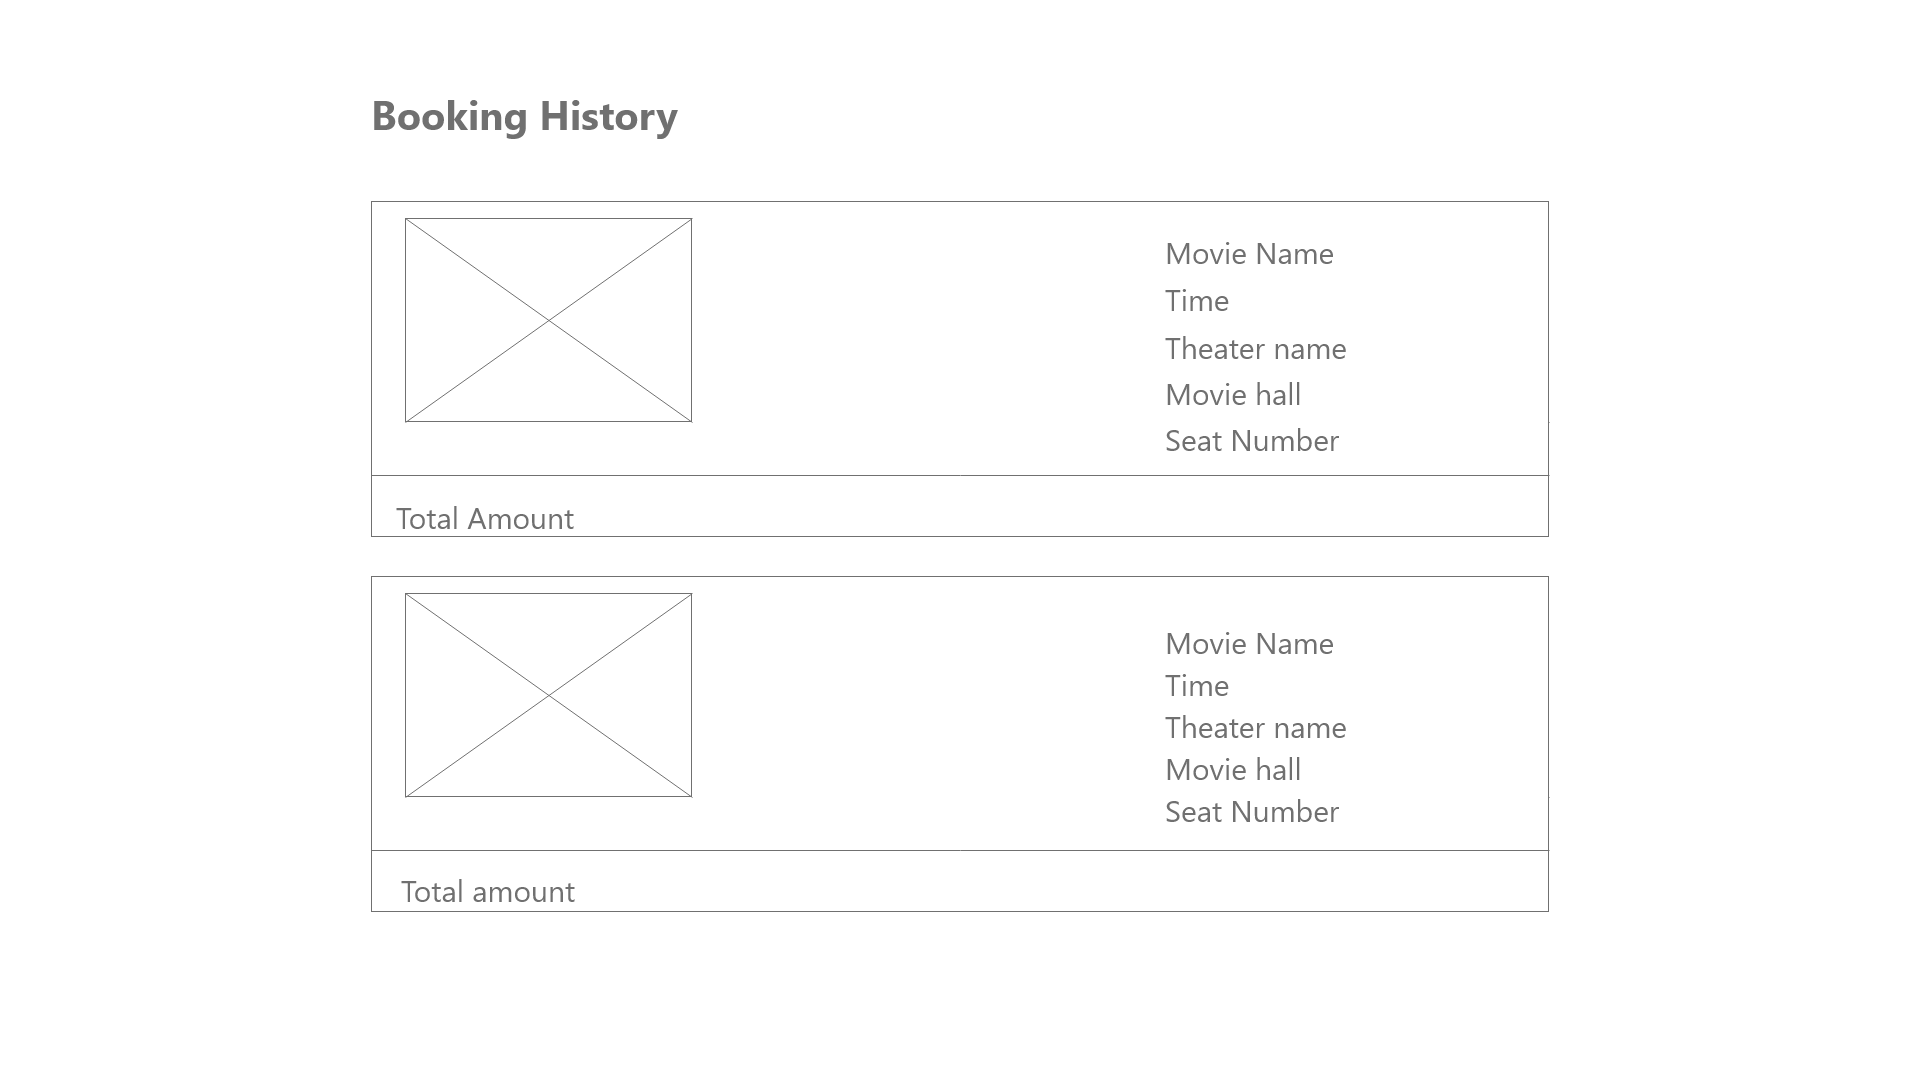 Booking History
Movie Name
Time
Theater name
Movie hall
Seat Number
Total Amount
Movie Name
Time
Theater name
Movie hall
Seat Number
Total amount